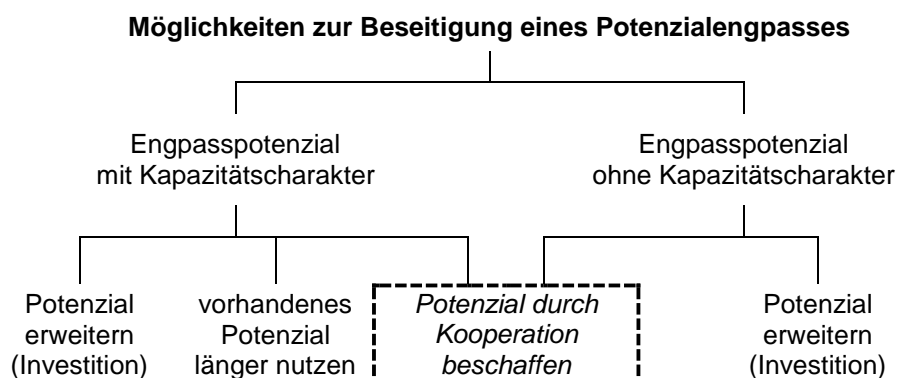 Möglichkeiten zur Beseitigung eines Potenzialengpasses
Engpasspotenzial
mit Kapazitätscharakter
Engpasspotenzial
ohne Kapazitätscharakter
Potenzial
erweitern
(Investition)
vorhandenes
Potenzial
länger nutzen
Potenzial durch
Kooperation
beschaffen
Potenzial
erweitern
(Investition)